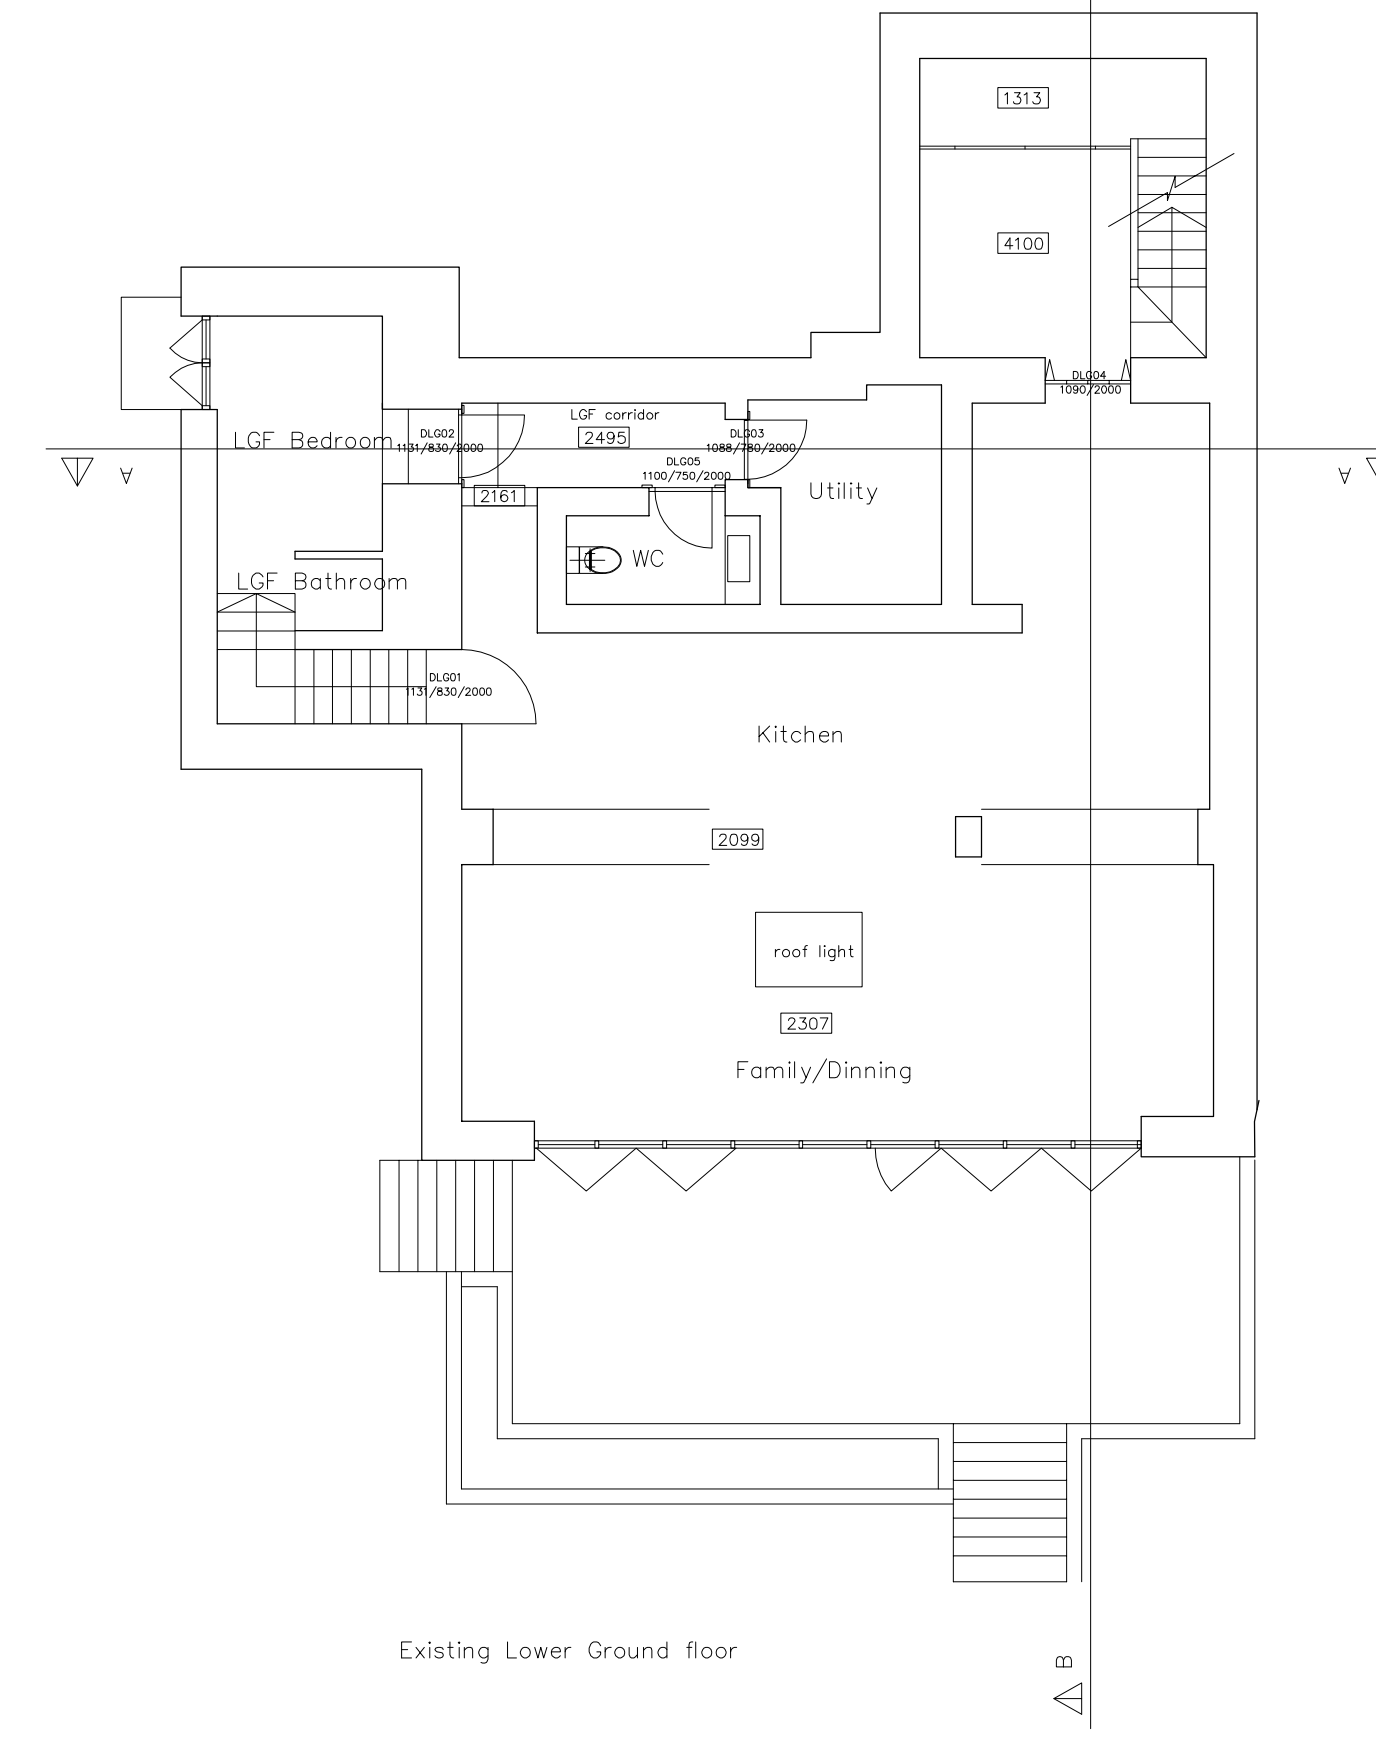 1313
4100
DLG04
1090/2000
LGF corridor
2495
DLG02
1131/830/2000
DLG03
1088/780/2000
LGF Bedroom
DLG05
1100/750/2000
A
A
2161
Utility
WC
LGF Bathroom
DLG01
1131/830/2000
Kitchen
2099
roof light
2307
Family/Dinning
Existing Lower Ground floor
B